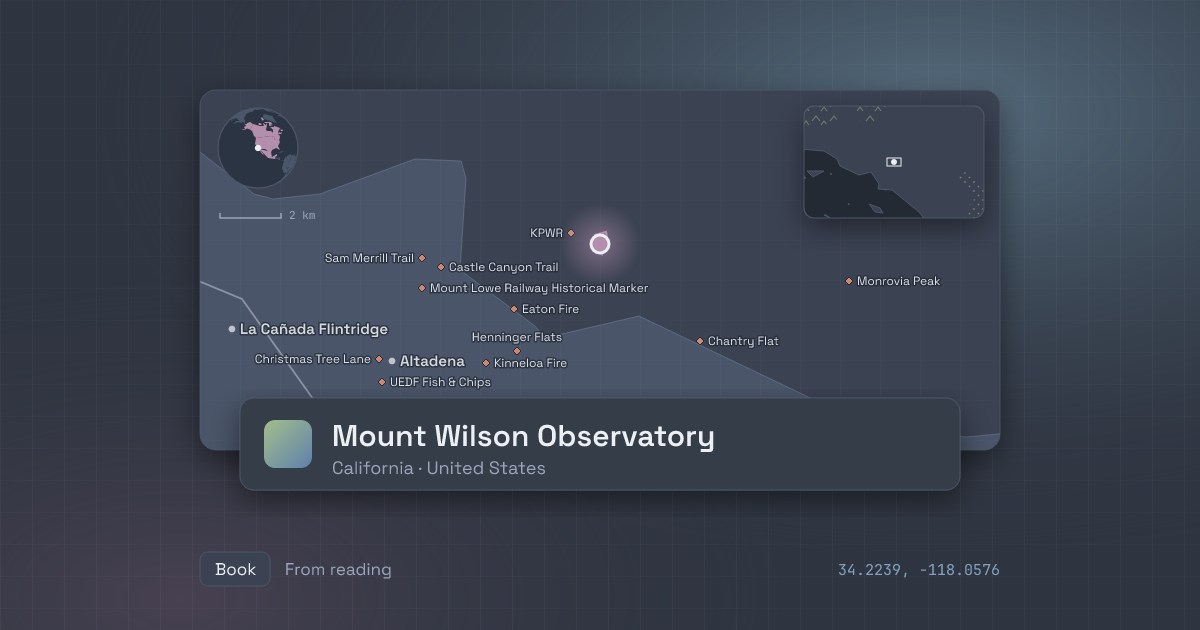 2 km
KPWR
Sam Merrill Trail
Castle Canyon Trail
Monrovia Peak
Mount Lowe Railway Historical Marker
Eaton Fire
La Cañada Flintridge
Henninger Flats
Chantry Flat
Christmas Tree Lane
Altadena
Kinneloa Fire
UEDF Fish & Chips
Mount Wilson Observatory
California · United States
Book
From reading
34.2239, -118.0576